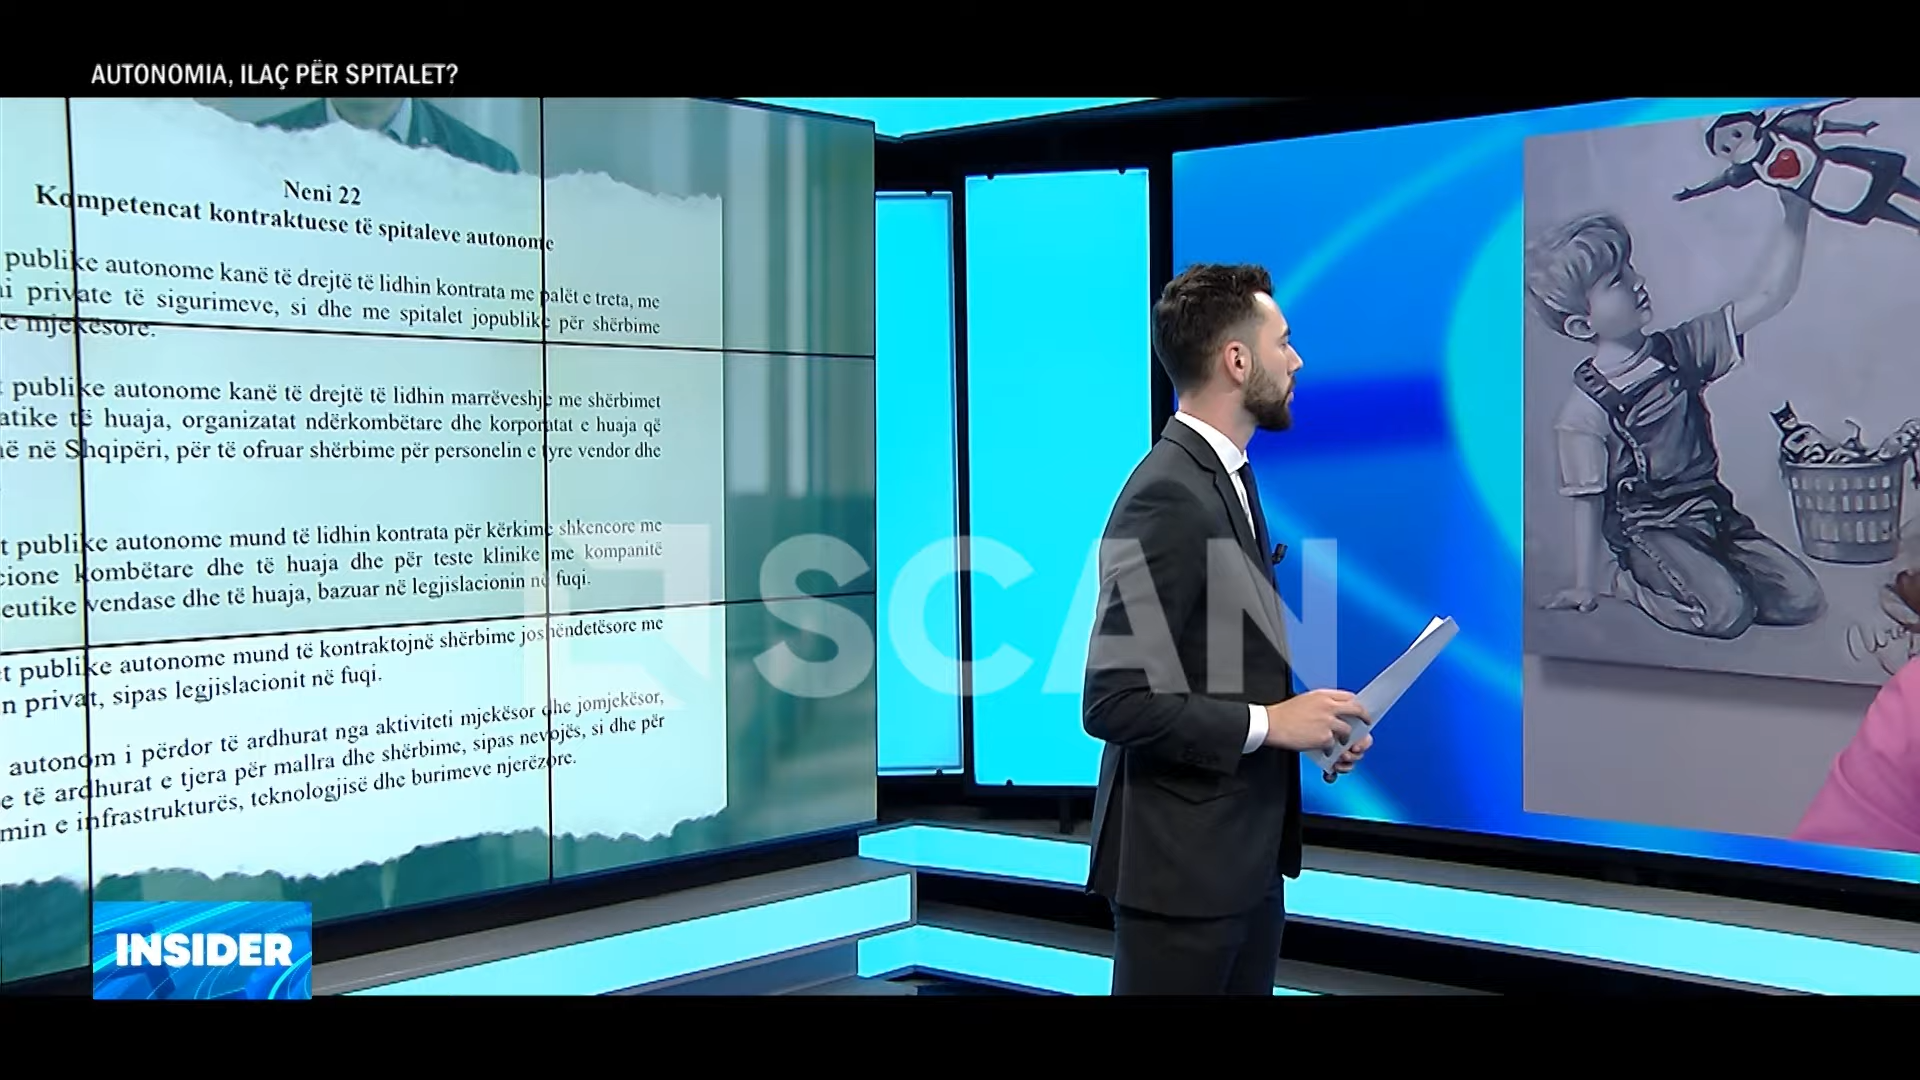 AUTONOMIA, ILAÇ PËR SPITALET?
Neni 22
Kompetencat kontraktuese të spitaleve autonome
publike autonome kanë të drejtë të lidhin kontrata me palët e treta, me
private të sigurimeve, si dhe me spitalet jopublike për shërbime
mjekësore.
publike autonome kanë të drejtë të lidhin marrëveshje me shërbimet
të huaja, organizatat ndërkombëtare dhe korporatat e huaja që
në Shqipëri, për të ofruar shërbime për personelin e tyre vendor dhe
publike autonome mund të lidhin kontrata për kërkime shkencore me
kombëtare dhe të huaja dhe për teste klinike me kompanitë
vendase dhe të huaja, bazuar në legjislacionin në fuqi.
publike autonome mund të kontraktojnë shërbime joshëndetësore me
privat, sipas legjislacionit në fuqi.
autonom i përdor të ardhurat nga aktiviteti mjekësor dhe jomjekësor,
të ardhurat e tjera për mallra dhe shërbime, sipas nevojës, si dhe për
e infrastrukturës, teknologjisë dhe burimeve njerëzore.
SCAN
INSIDER